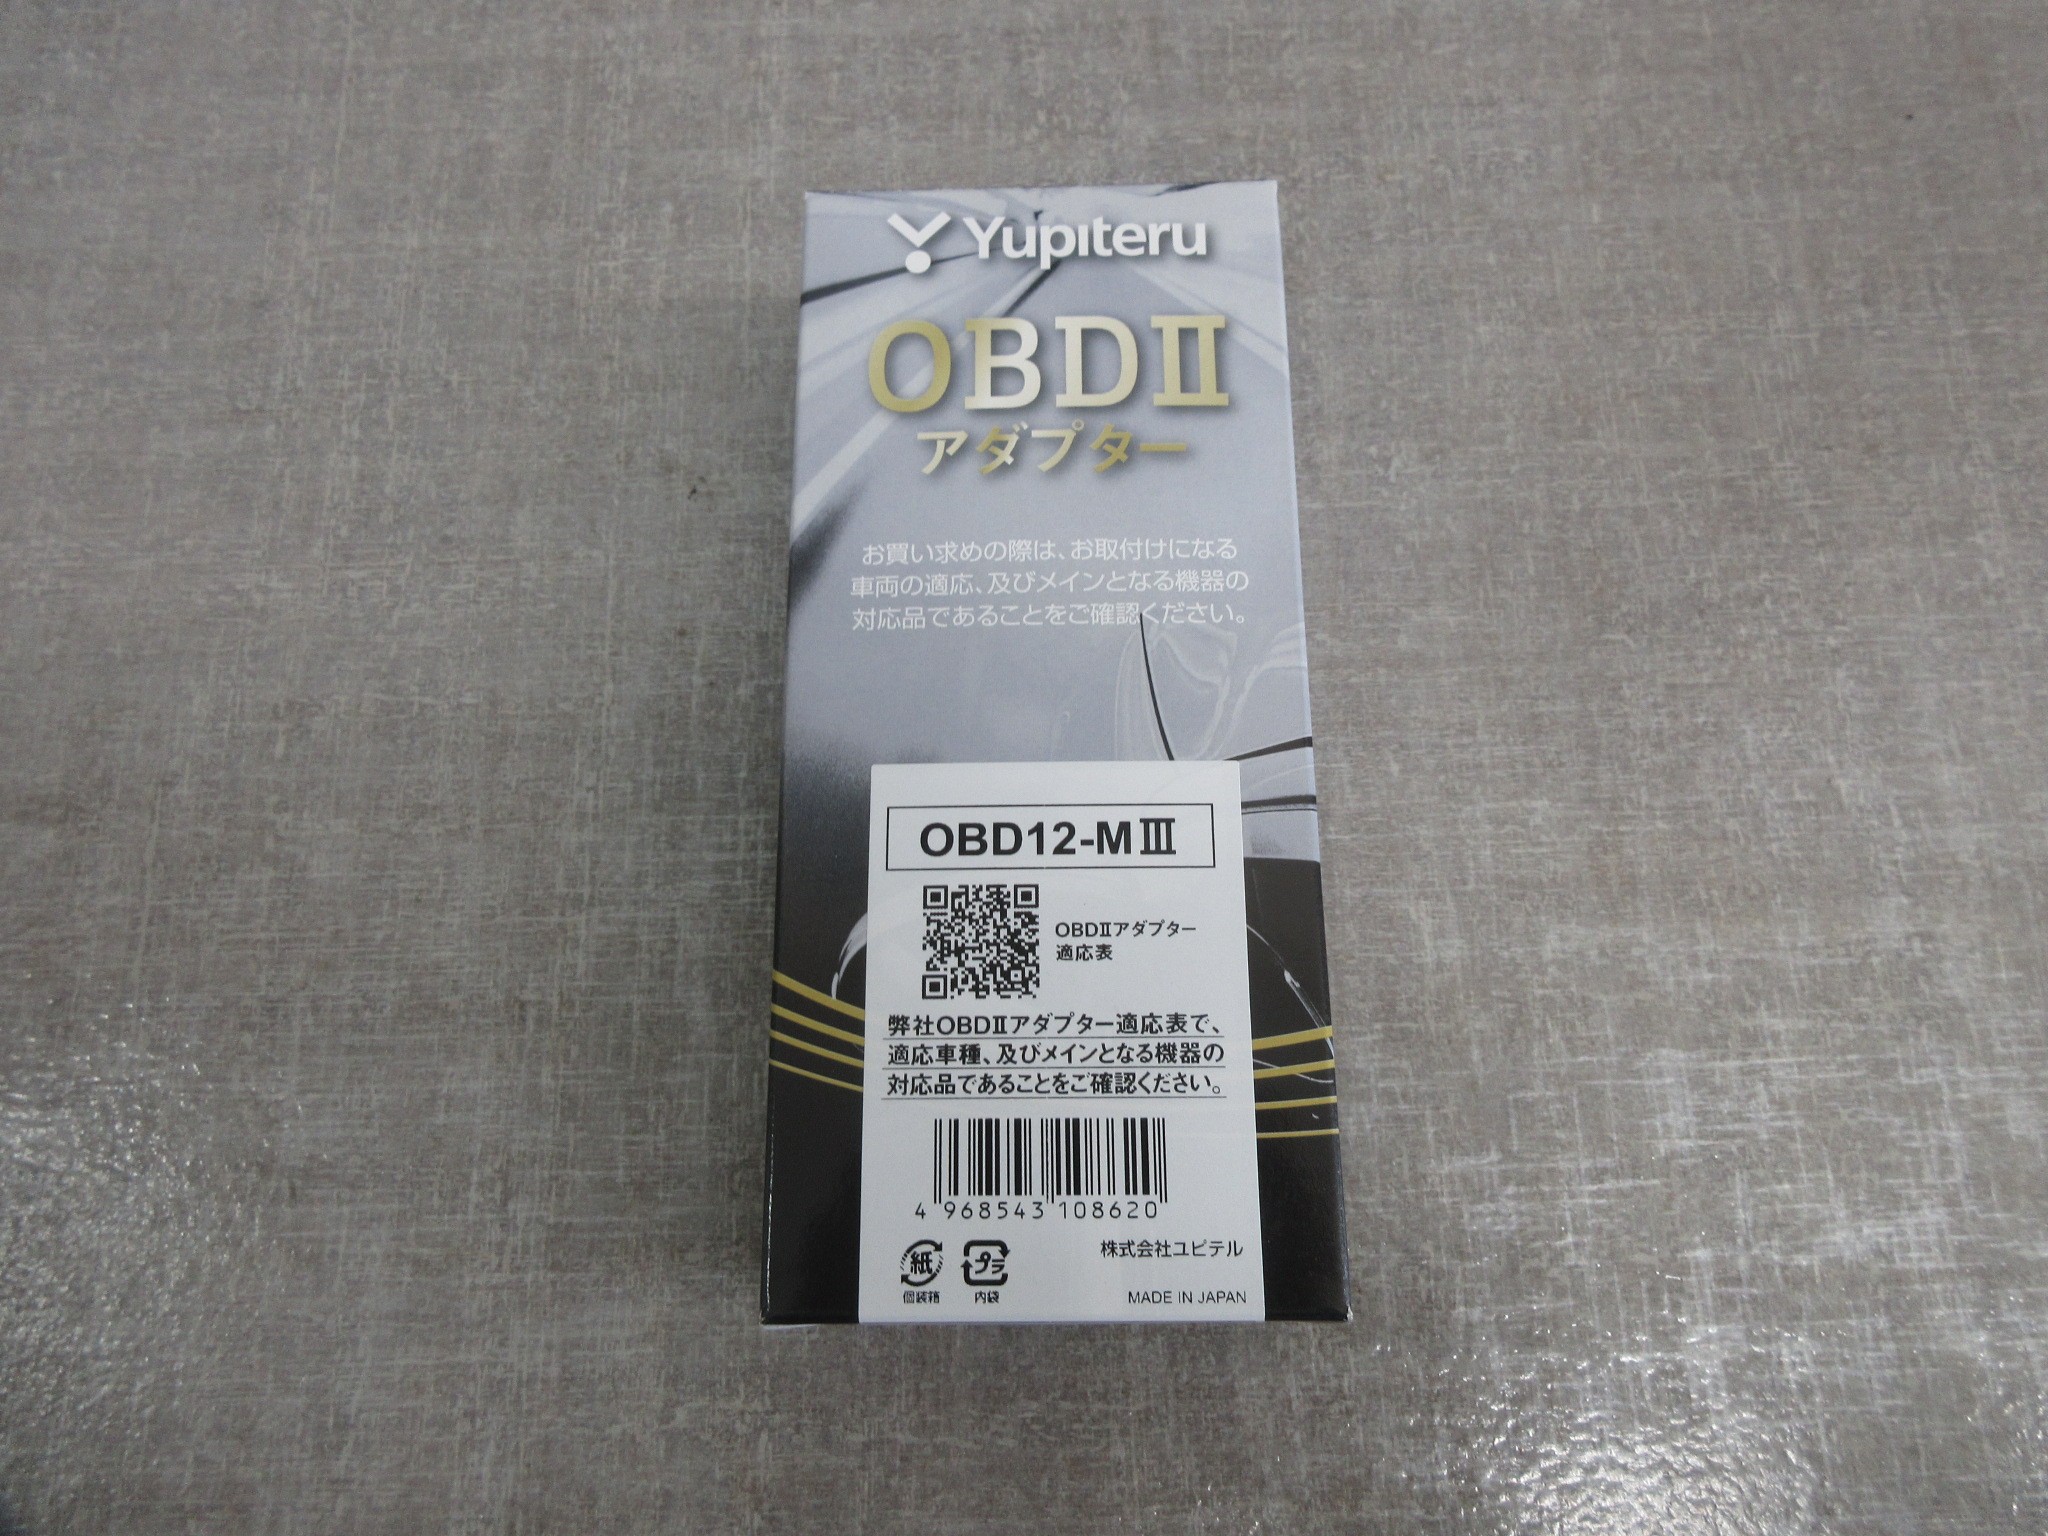 Yupiteru
OBDⅡ
アダプター
お買い求めの際は、お取付けになる
車両の適応、及びメインとなる機器の
対応品であることをご確認ください。
OBD12-MⅢ
OBDⅡアダプター
適応表
弊社OBDⅡアダプター適応表で、
適応車種、及びメインとなる機器の
対応品であることをご確認ください。
4 968543 108620
紙
個装箱
プラ
内袋
株式会社ユピテル
MADE IN JAPAN